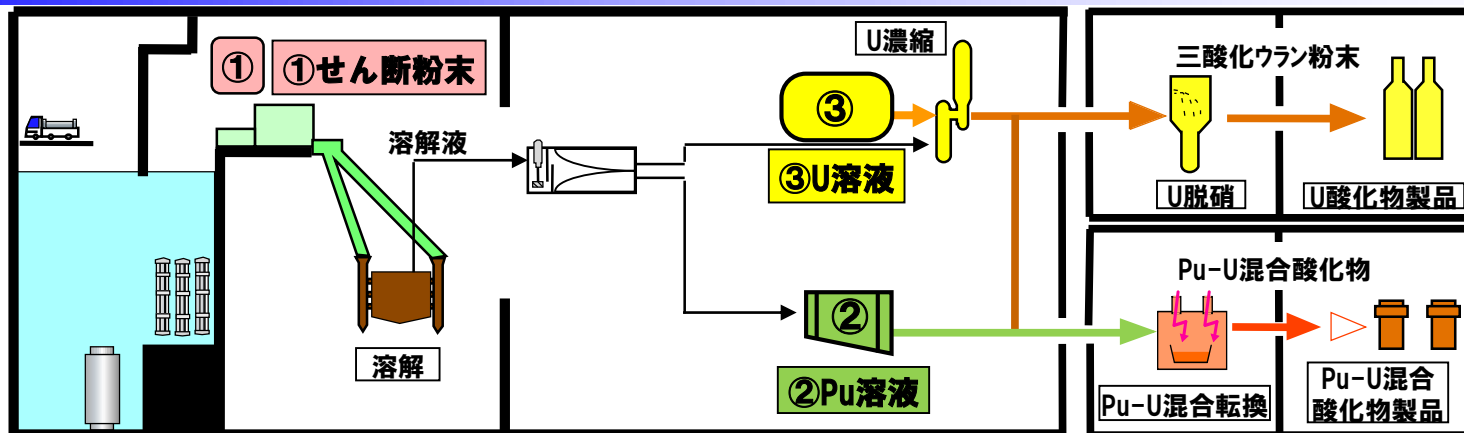 ①
①せん断粉末
溶解液
溶解
U濃縮
③
③U溶液
②
②Pu溶液
三酸化ウラン粉末
U脱硝
U酸化物製品
Pu-U混合酸化物
Pu-U混合転換
Pu-U混合
酸化物製品